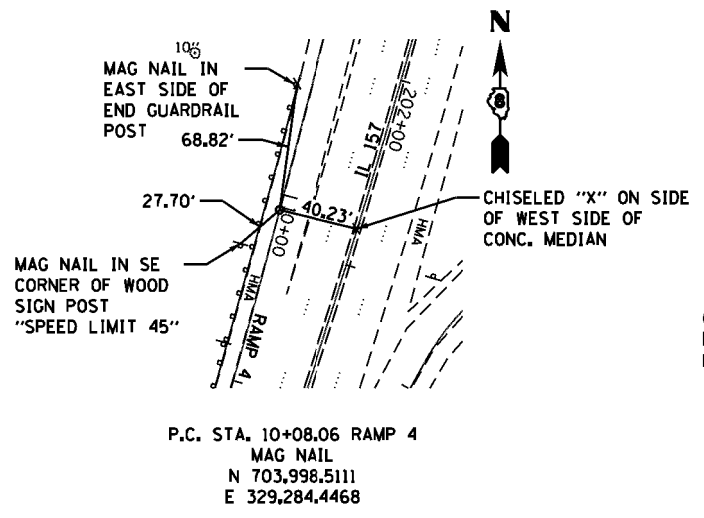 N
8
10
MAG NAIL IN
EAST SIDE OF
END GUARDRAIL
POST
68.82'
202+00
IL 157
27.70'
40.23'
CHISELED "X" ON SIDE
OF WEST SIDE OF
CONC. MEDIAN
10+00
HMA
MAG NAIL IN SE
CORNER OF WOOD
SIGN POST
"SPEED LIMIT 45"
HMA
RAMP 4
P.C. STA. 10+08.06 RAMP 4
MAG NAIL
N 703,998.5111
E 329,284.4468